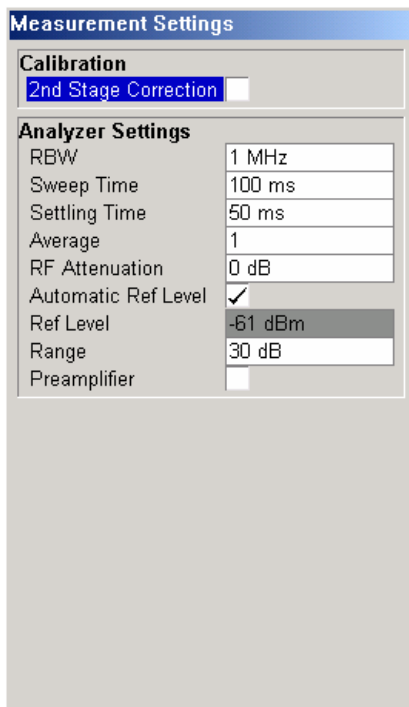 Measurement Settings
Calibration
2nd Stage Correction
Analyzer Settings
RBW 1 MHz
Sweep Time 100 ms
Settling Time 50 ms
Average 1
RF Attenuation 0 dB
Automatic Ref Level
Ref Level -61 dBm
Range 30 dB
Preamplifier